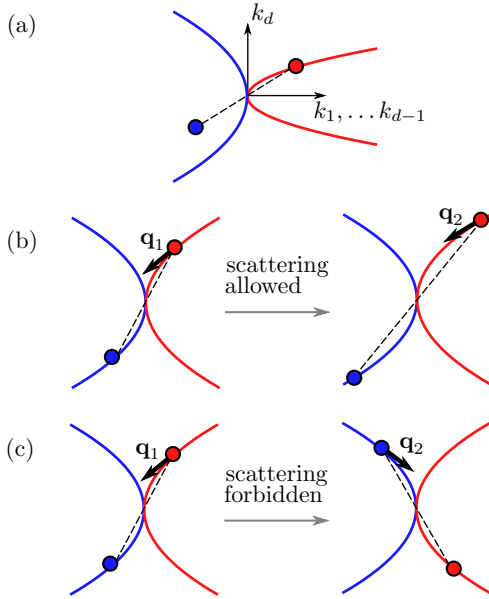 (a)
k_d
k_1, … k_{d−1}
(b)
q_1
q_2
scattering
allowed
(c)
q_1
q_2
scattering
forbidden